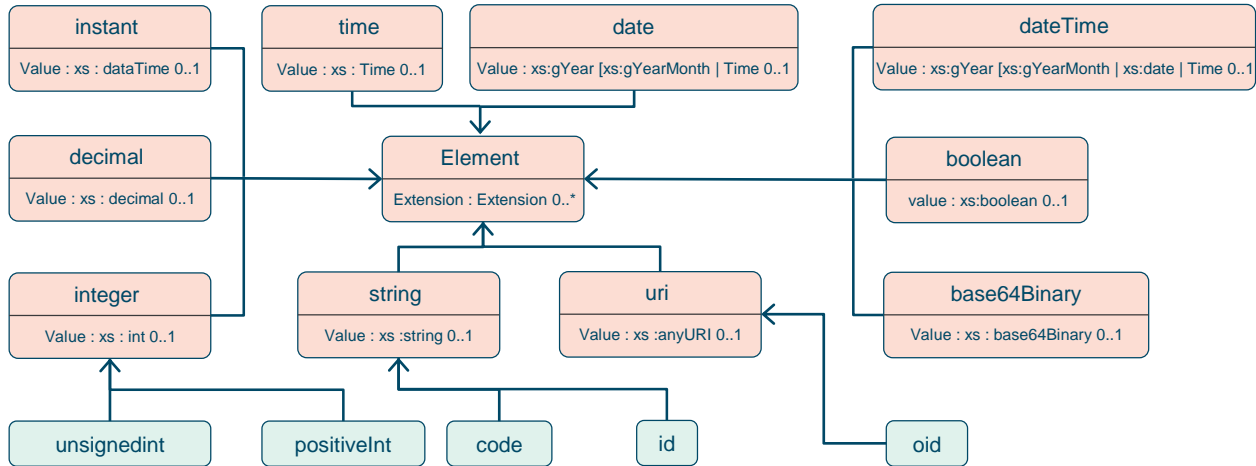 instant
Value : xs : dataTime 0..1
time
Value : xs : Time 0..1
date
Value : xs:gYear [xs:gYearMonth | Time 0..1
dateTime
Value : xs:gYear [xs:gYearMonth | xs:date | Time 0..1
decimal
Value : xs : decimal 0..1
Element
Extension : Extension 0..*
boolean
value : xs:boolean 0..1
integer
Value : xs : int 0..1
string
Value : xs :string 0..1
uri
Value : xs :anyURI 0..1
base64Binary
Value : xs : base64Binary 0..1
unsignedint
positiveInt
code
id
oid